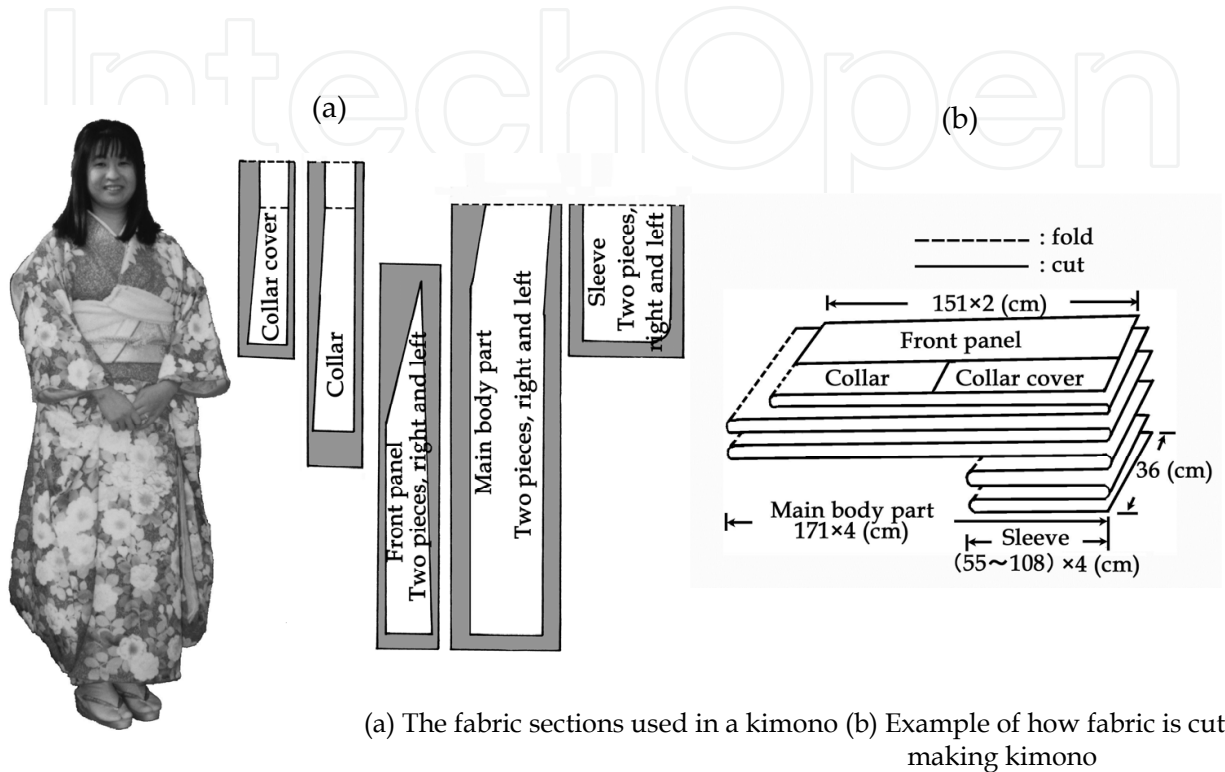 IntechOpen
(a)
(b)
Collar cover
Collar
Front panel
Two pieces, right and left
Main body part
Two pieces, right and left
Sleeve
Two pieces,
right and left
: fold
: cut
151×2 (cm)
Front panel
Collar
Collar cover
36 (cm)
Main body part
171×4 (cm)
Sleeve
(55～108) ×4 (cm)
(a) The fabric sections used in a kimono (b) Example of how fabric is cut
making kimono